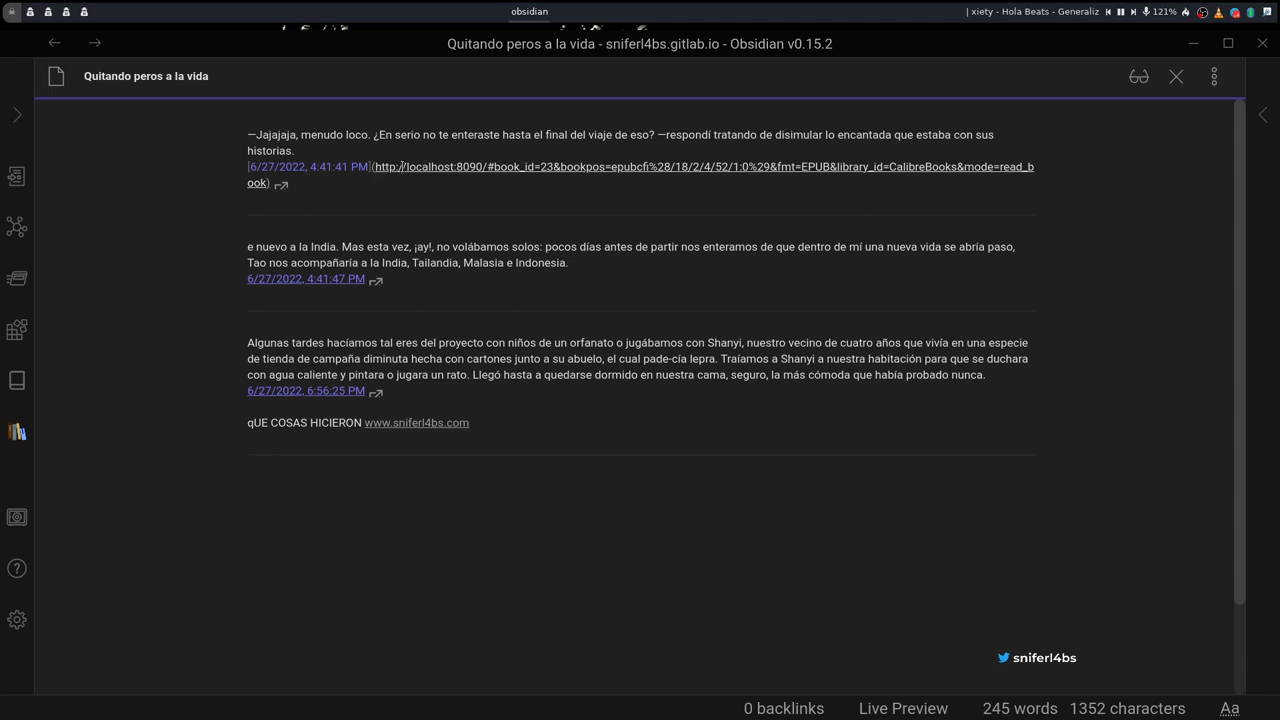 obsidian
| xiety - Hola Beats - Generaliz
121%
Quitando peros a la vida - sniferl4bs.gitlab.io - Obsidian v0.15.2
Quitando peros a la vida
—Jajajaja, menudo loco. ¿En serio no te enteraste hasta el final del viaje de eso? —respondí tratando de disimular lo encantada que estaba con sus
historias.
[6/27/2022, 4:41:41 PM](http://localhost:8090/#book_id=23&bookpos=epubcfi%28/18/2/4/52/1:0%29&fmt=EPUB&library_id=CalibreBooks&mode=read_b
ook)
e nuevo a la India. Mas esta vez, ¡ay!, no volábamos solos: pocos días antes de partir nos enteramos de que dentro de mí una nueva vida se abría paso,
Tao nos acompañaría a la India, Tailandia, Malasia e Indonesia.
6/27/2022, 4:41:47 PM
Algunas tardes hacíamos tal eres del proyecto con niños de un orfanato o jugábamos con Shanyi, nuestro vecino de cuatro años que vivía en una especie
de tienda de campaña diminuta hecha con cartones junto a su abuelo, el cual pade-cía lepra. Traíamos a Shanyi a nuestra habitación para que se duchara
con agua caliente y pintara o jugara un rato. Llegó hasta a quedarse dormido en nuestra cama, seguro, la más cómoda que había probado nunca.
6/27/2022, 6:56:25 PM
qUE COSAS HICIERON www.sniferl4bs.com
sniferl4bs
0 backlinks Live Preview 245 words 1352 characters Aa